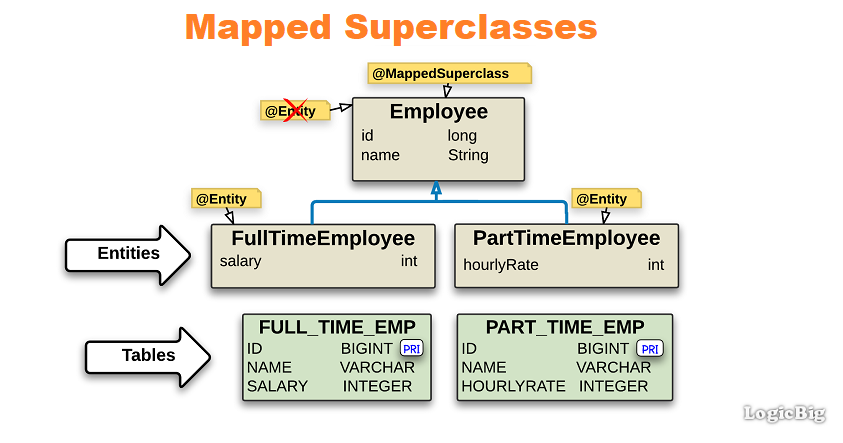 Mapped Superclasses
@MappedSuperclass
@Entity
Employee
id long
name String
@Entity
@Entity
Entities
FullTimeEmployee
salary int
PartTimeEmployee
hourlyRate int
Tables
FULL_TIME_EMP
ID BIGINT PRI
NAME VARCHAR
SALARY INTEGER
PART_TIME_EMP
ID BIGINT PRI
NAME VARCHAR
HOURLYRATE INTEGER
LogicBig